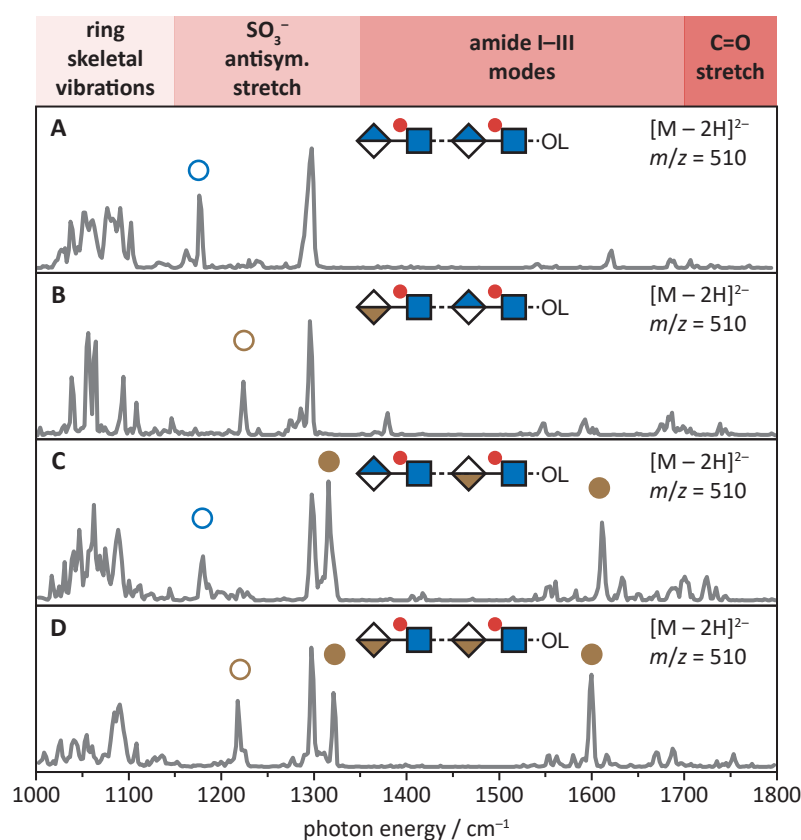 ring
skeletal
vibrations
SO₃⁻
antisym.
stretch
amide I–III
modes
C=O
stretch
A
OL
[M – 2H]²⁻
m/z = 510
B
OL
[M – 2H]²⁻
m/z = 510
C
OL
[M – 2H]²⁻
m/z = 510
D
OL
[M – 2H]²⁻
m/z = 510
1000 1100 1200 1300 1400 1500 1600 1700 1800
photon energy / cm⁻¹